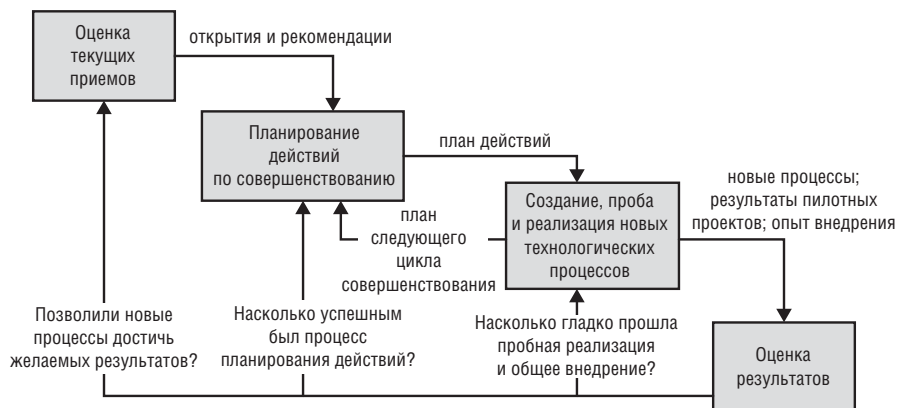 Оценка
текущих
приемов
открытия и рекомендации
Планирование
действий
по совершенствованию
план действий
Создание, проба
и реализация новых
технологических
процессов
новые процессы;
результаты пилотных
проектов; опыт внедрения
план
следующего
цикла
совершенствования
Позволили новые
процессы достичь
желаемых результатов?
Насколько успешным
был процесс
планирования действий?
Насколько гладко прошла
пробная реализация
и общее внедрение?
Оценка
результатов